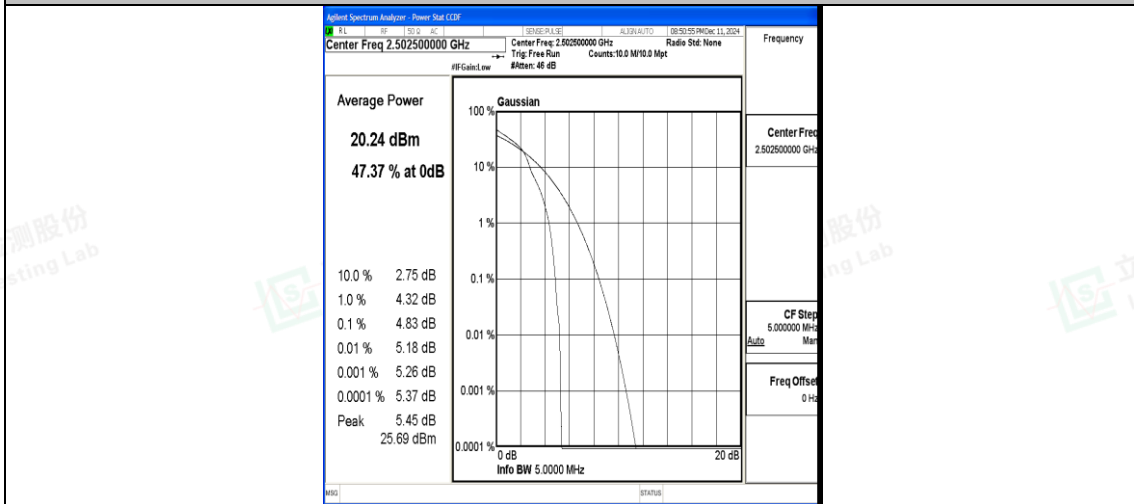 Agilent Spectrum Analyzer - Power Stat CCDF
RL RF 50 Ω AC SENSE:PULSE ALIGN AUTO 08:50:55 PM Dec 11, 2024
Center Freq 2.502500000 GHz
Center Freq: 2.502500000 GHz Radio Std: None
Trig: Free Run Counts:10.0 M/10.0 Mpt
#IFGain:Low #Atten: 46 dB
Frequency
Average Power
20.24 dBm
47.37 % at 0dB
10.0 % 2.75 dB
1.0 % 4.32 dB
0.1 % 4.83 dB
0.01 % 5.18 dB
0.001 % 5.26 dB
0.0001 % 5.37 dB
Peak 5.45 dB
25.69 dBm
Gaussian
100 %
10 %
1 %
0.1 %
0.01 %
0.001 %
0.0001 %
0 dB 20 dB
Info BW 5.0000 MHz
Center Freq
2.502500000 GHz
CF Step
5.000000 MHz
Auto Man
Freq Offset
0 Hz
MSG STATUS
测股份
sting Lab
股份
ng Lab
立